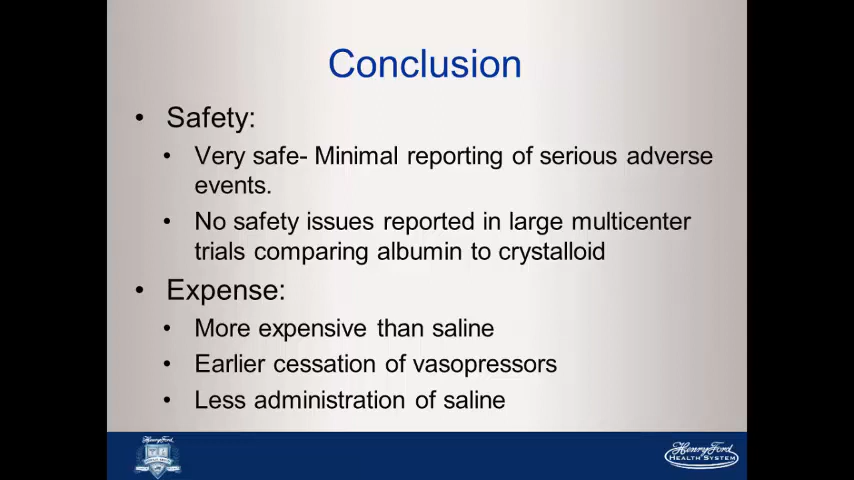 Conclusion
• Safety:
• Very safe- Minimal reporting of serious adverse
events.
• No safety issues reported in large multicenter
trials comparing albumin to crystalloid
• Expense:
• More expensive than saline
• Earlier cessation of vasopressors
• Less administration of saline
Henry Ford
Henry Ford
HEALTH SYSTEM